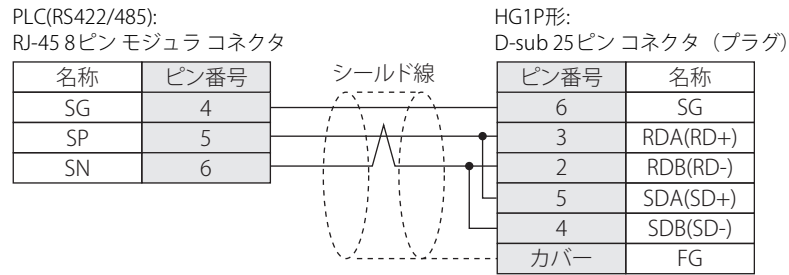 PLC(RS422/485):
RJ-45 8ピン モジュラ コネクタ
HG1P形:
D-sub 25ピン コネクタ（プラグ）
名称 ピン番号 シールド線 ピン番号 名称
SG 4 6 SG
SP 5 3 RDA(RD+)
SN 6 2 RDB(RD-)
5 SDA(SD+)
4 SDB(SD-)
カバー FG